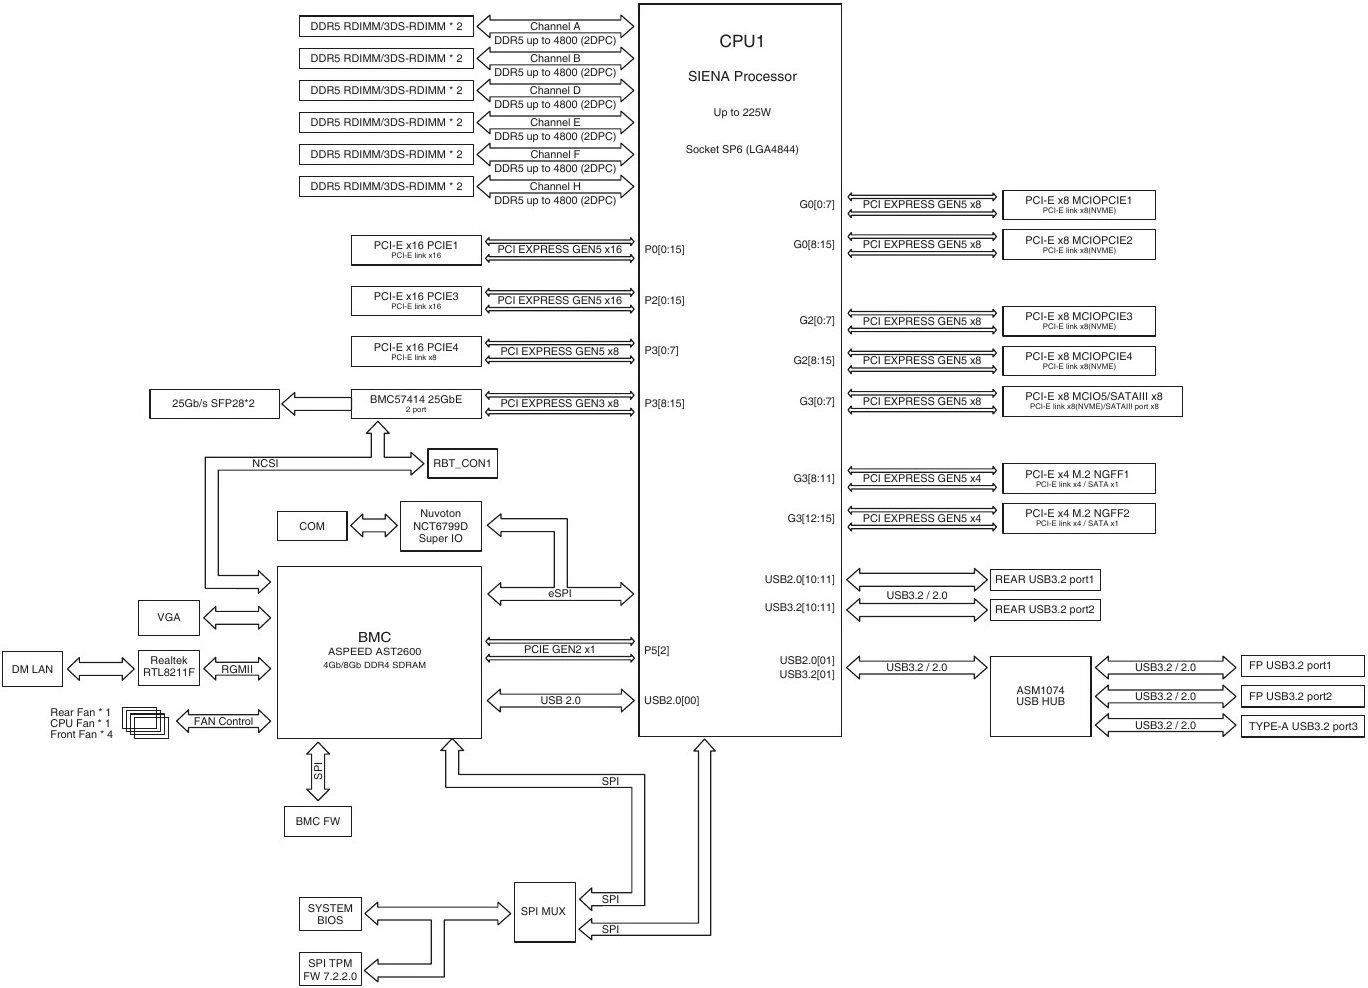 DDR5 RDIMM/3DS-RDIMM * 2
Channel A
DDR5 up to 4800 (2DPC)
DDR5 RDIMM/3DS-RDIMM * 2
Channel B
DDR5 up to 4800 (2DPC)
DDR5 RDIMM/3DS-RDIMM * 2
Channel D
DDR5 up to 4800 (2DPC)
DDR5 RDIMM/3DS-RDIMM * 2
Channel E
DDR5 up to 4800 (2DPC)
DDR5 RDIMM/3DS-RDIMM * 2
Channel F
DDR5 up to 4800 (2DPC)
DDR5 RDIMM/3DS-RDIMM * 2
Channel H
DDR5 up to 4800 (2DPC)
CPU1
SIENA Processor
Up to 225W
Socket SP6 (LGA4844)
PCI-E x16 PCIE1
PCI-E link x16
PCI EXPRESS GEN5 x16
P0[0:15]
PCI-E x16 PCIE3
PCI-E link x16
PCI EXPRESS GEN5 x16
P2[0:15]
PCI-E x16 PCIE4
PCI-E link x8
PCI EXPRESS GEN5 x8
P3[0:7]
25Gb/s SFP28*2
BMC57414 25GbE
2 port
PCI EXPRESS GEN3 x8
P3[8:15]
G0[0:7]
PCI EXPRESS GEN5 x8
PCI-E x8 MCIOPCIE1
PCI-E link x8(NVME)
G0[8:15]
PCI EXPRESS GEN5 x8
PCI-E x8 MCIOPCIE2
PCI-E link x8(NVME)
G2[0:7]
PCI EXPRESS GEN5 x8
PCI-E x8 MCIOPCIE3
PCI-E link x8(NVME)
G2[8:15]
PCI EXPRESS GEN5 x8
PCI-E x8 MCIOPCIE4
PCI-E link x8(NVME)
G3[0:7]
PCI EXPRESS GEN5 x8
PCI-E x8 MCIO5/SATAIII x8
PCI-E link x8(NVME)/SATAIII port x8
G3[8:11]
PCI EXPRESS GEN5 x4
PCI-E x4 M.2 NGFF1
PCI-E link x4 / SATA x1
G3[12:15]
PCI EXPRESS GEN5 x4
PCI-E x4 M.2 NGFF2
PCI-E link x4 / SATA x1
NCSI
RBT_CON1
COM
Nuvoton
NCT6799D
Super IO
eSPI
VGA
BMC
ASPEED AST2600
4Gb/8Gb DDR4 SDRAM
PCIE GEN2 x1
P5[2]
DM LAN
Realtek
RTL8211F
RGMII
USB 2.0
USB2.0[00]
Rear Fan * 1
CPU Fan * 1
Front Fan * 4
FAN Control
USB2.0[10:11]
USB3.2[10:11]
USB3.2 / 2.0
REAR USB3.2 port1
REAR USB3.2 port2
USB2.0[01]
USB3.2[01]
USB3.2 / 2.0
ASM1074
USB HUB
USB3.2 / 2.0
FP USB3.2 port1
USB3.2 / 2.0
FP USB3.2 port2
USB3.2 / 2.0
TYPE-A USB3.2 port3
SPI
BMC FW
SPI
SPI
SPI
SPI MUX
SYSTEM
BIOS
SPI TPM
FW 7.2.2.0